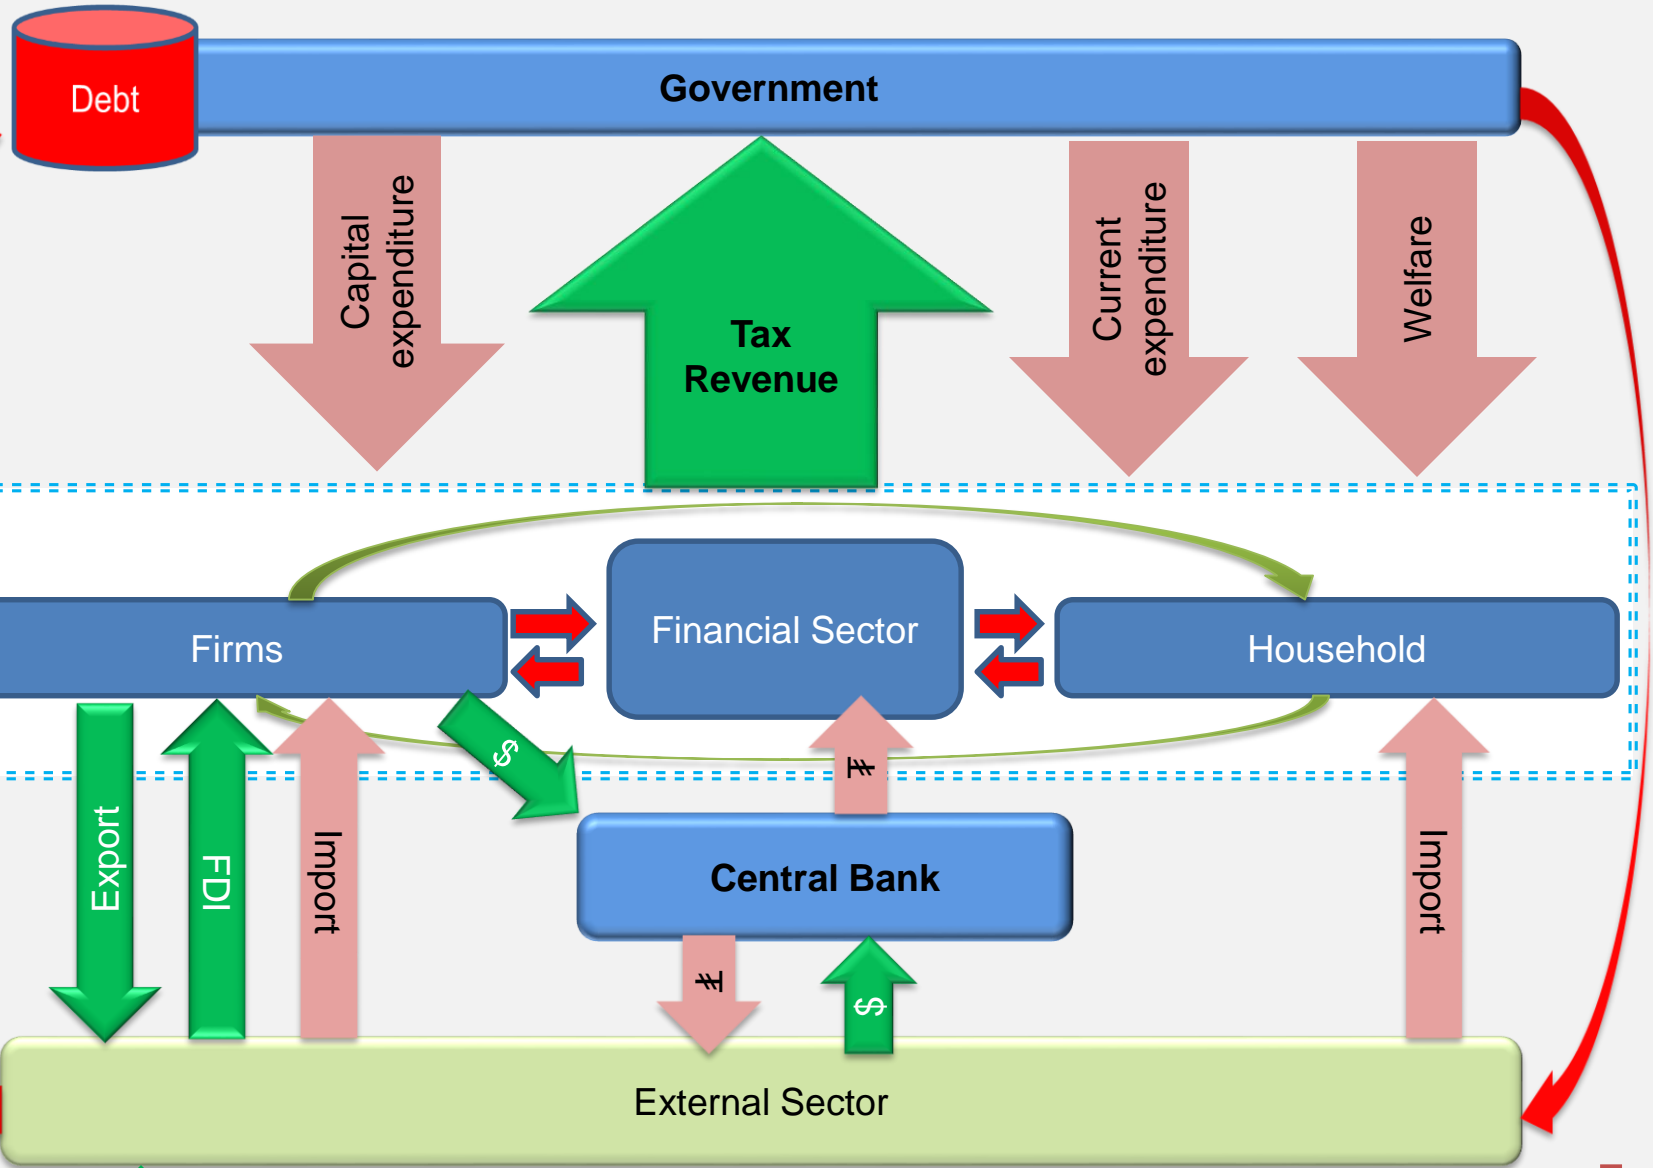 Debt
Government
Capital
expenditure
Tax
Revenue
Current
expenditure
Welfare
Firms
Financial Sector
Household
$
₮
Export
FDI
Import
Central Bank
Import
₮
$
External Sector